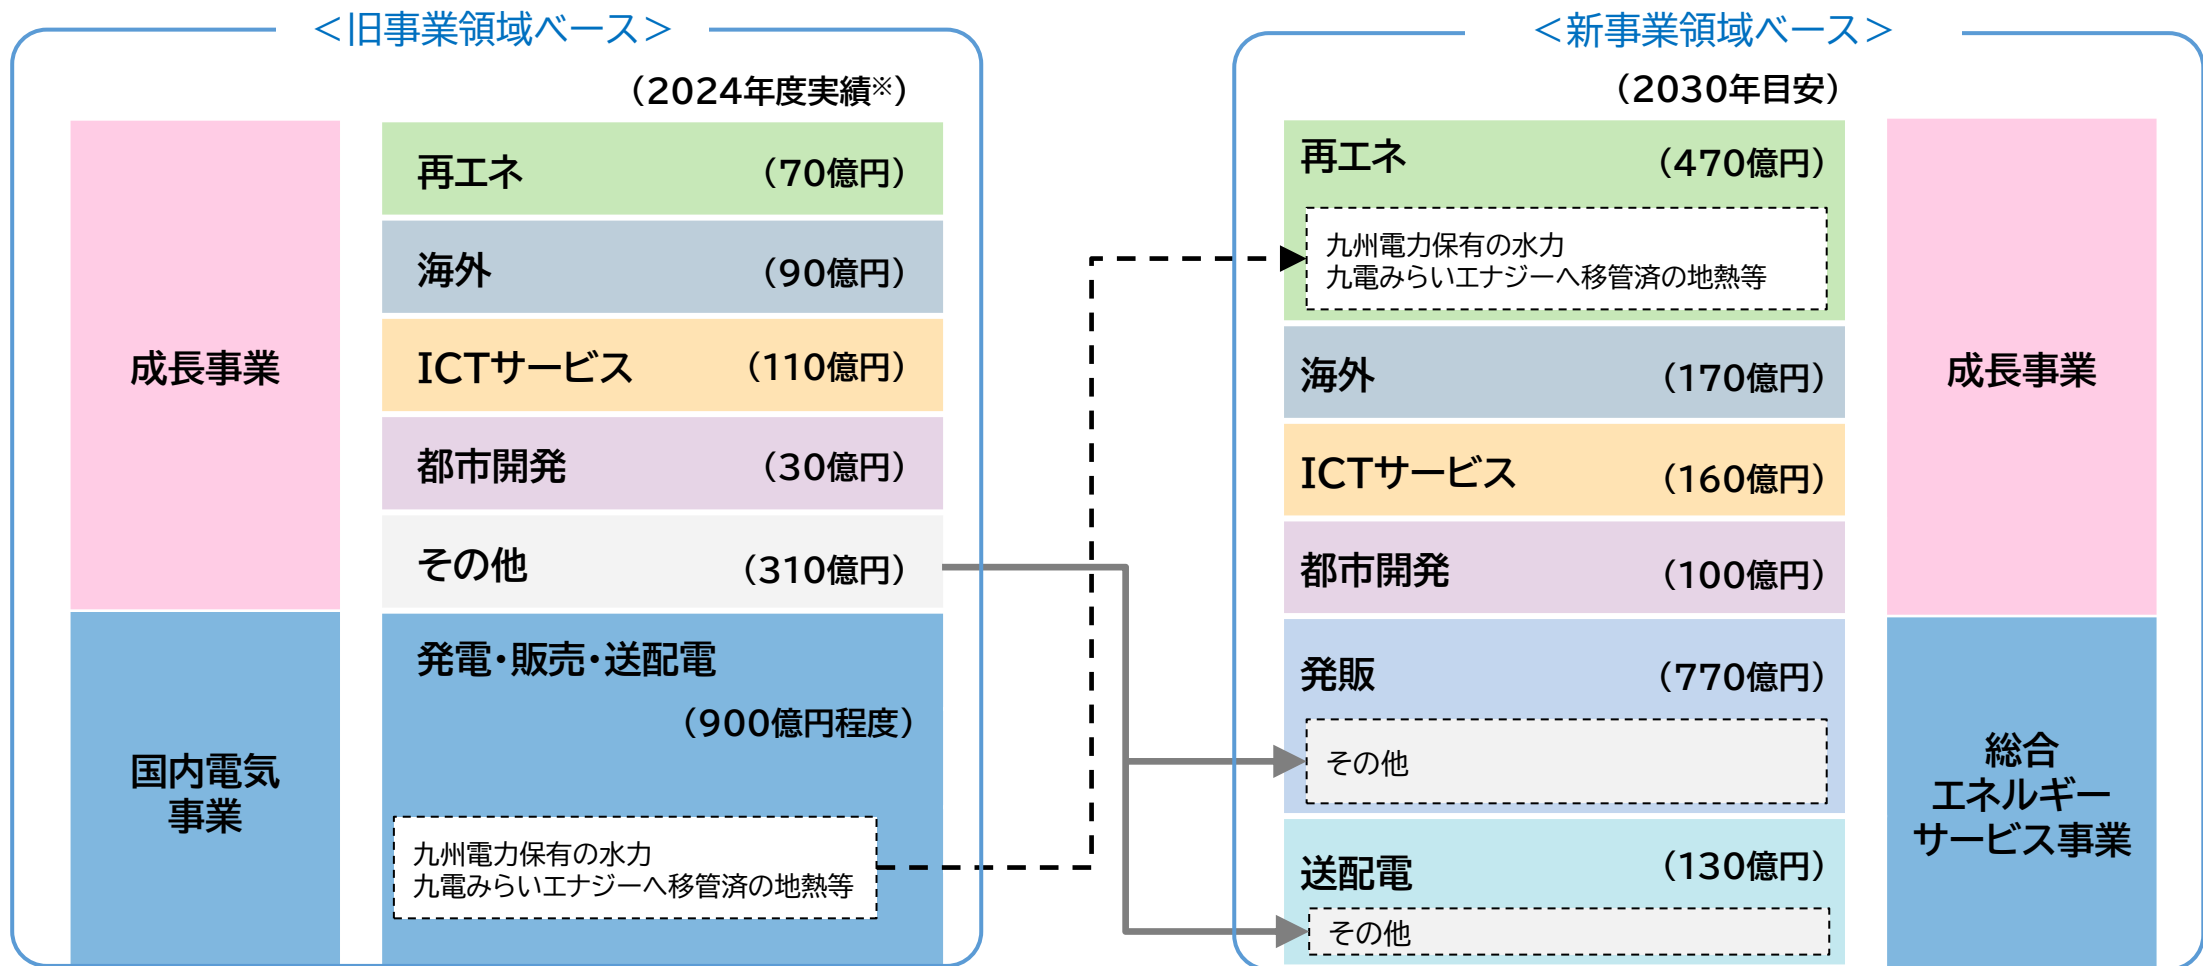 ＜旧事業領域ベース＞
（2024年度実績※）
成長事業
再エネ （70億円）
海外 （90億円）
ICTサービス （110億円）
都市開発 （30億円）
その他 （310億円）
国内電気
事業
発電・販売・送配電
（900億円程度）
九州電力保有の水力
九電みらいエナジーへ移管済の地熱等
＜新事業領域ベース＞
（2030年目安）
再エネ （470億円）
九州電力保有の水力
九電みらいエナジーへ移管済の地熱等
海外 （170億円）
ICTサービス （160億円）
都市開発 （100億円）
成長事業
発販 （770億円）
その他
送配電 （130億円）
その他
総合
エネルギー
サービス事業